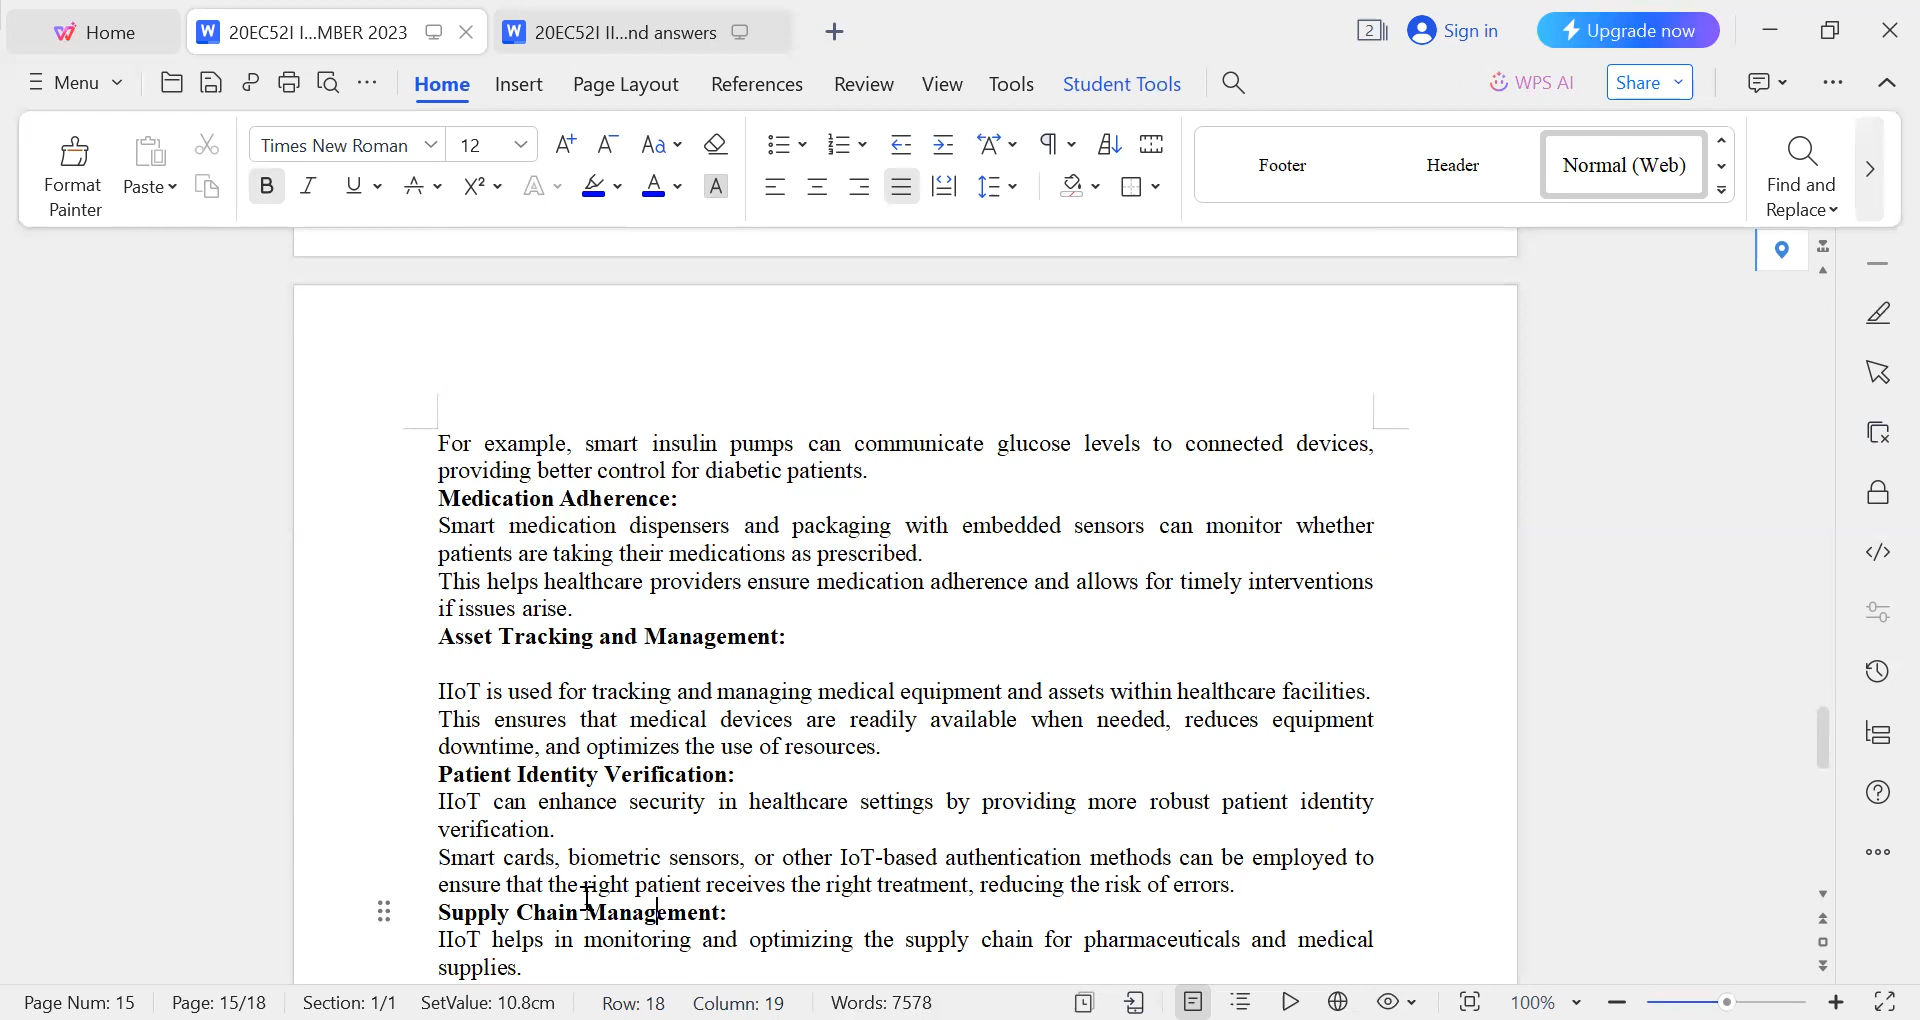 Home
20EC52I I...MBER 2023
20EC52I II...nd answers
2
Sign in
Upgrade now
Menu
Home
Insert
Page Layout
References
Review
View
Tools
Student Tools
WPS AI
Share
Format
Painter
Paste
Times New Roman
12
Footer
Header
Normal (Web)
Find and
Replace
For example, smart insulin pumps can communicate glucose levels to connected devices,
providing better control for diabetic patients.
Medication Adherence:
Smart medication dispensers and packaging with embedded sensors can monitor whether
patients are taking their medications as prescribed.
This helps healthcare providers ensure medication adherence and allows for timely interventions
if issues arise.
Asset Tracking and Management:
IIoT is used for tracking and managing medical equipment and assets within healthcare facilities.
This ensures that medical devices are readily available when needed, reduces equipment
downtime, and optimizes the use of resources.
Patient Identity Verification:
IIoT can enhance security in healthcare settings by providing more robust patient identity
verification.
Smart cards, biometric sensors, or other IoT-based authentication methods can be employed to
ensure that the right patient receives the right treatment, reducing the risk of errors.
Supply Chain Management:
IIoT helps in monitoring and optimizing the supply chain for pharmaceuticals and medical
supplies.
Page Num: 15
Page: 15/18
Section: 1/1
SetValue: 10.8cm
Row: 18
Column: 19
Words: 7578
100%